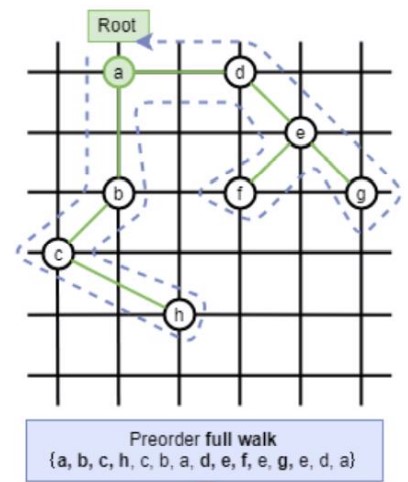 Root
a
d
e
b
f
g
c
h
Preorder full walk
{a, b, c, h, c, b, a, d, e, f, e, g, e, d, a}